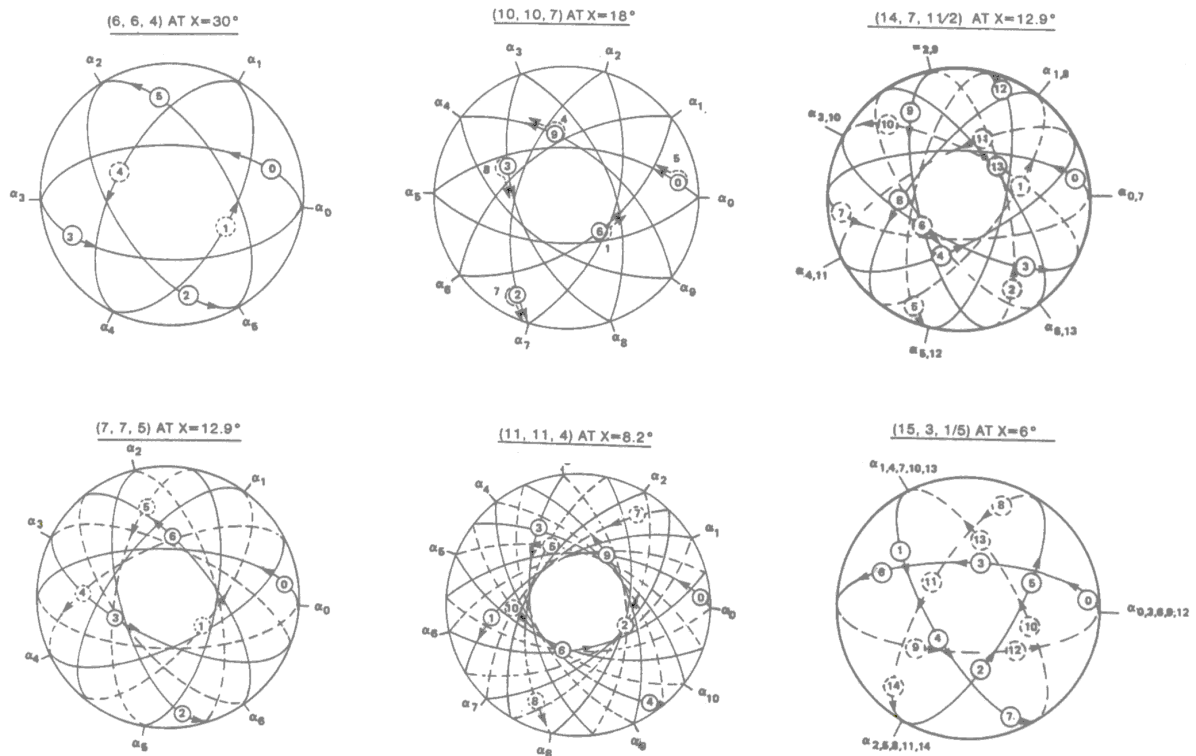 (6, 6, 4) AT X=30°
α2
α1
5
0
4
α3
α0
3
1
2
α4
α5
(10, 10, 7) AT X=18°
α3
α2
α4
α1
4
9
5
3
8
0
α5
α0
6
1
7
2
α6
α9
α7
α8
(14, 7, 11/2) AT X=12.9°
α1,8
12
9
α3,10
10
11
13
0
1
8
α0,7
7
6
4
3
α4,11
2
5
α6,13
α5,12
(7, 7, 5) AT X=12.9°
α2
α1
5
α3
6
0
4
α0
3
1
α4
2
α6
α5
(11, 11, 4) AT X=8.2°
α4
α2
7
3
α1
α5
5
9
0
10
α0
1
2
α6
6
α10
8
4
α7
α8
α9
(15, 3, 1/5) AT X=6°
α1,4,7,10,13
8
13
1
3
6
11
5
0
α0,3,6,9,12
10
4
9
12
2
14
7
α2,5,8,11,14